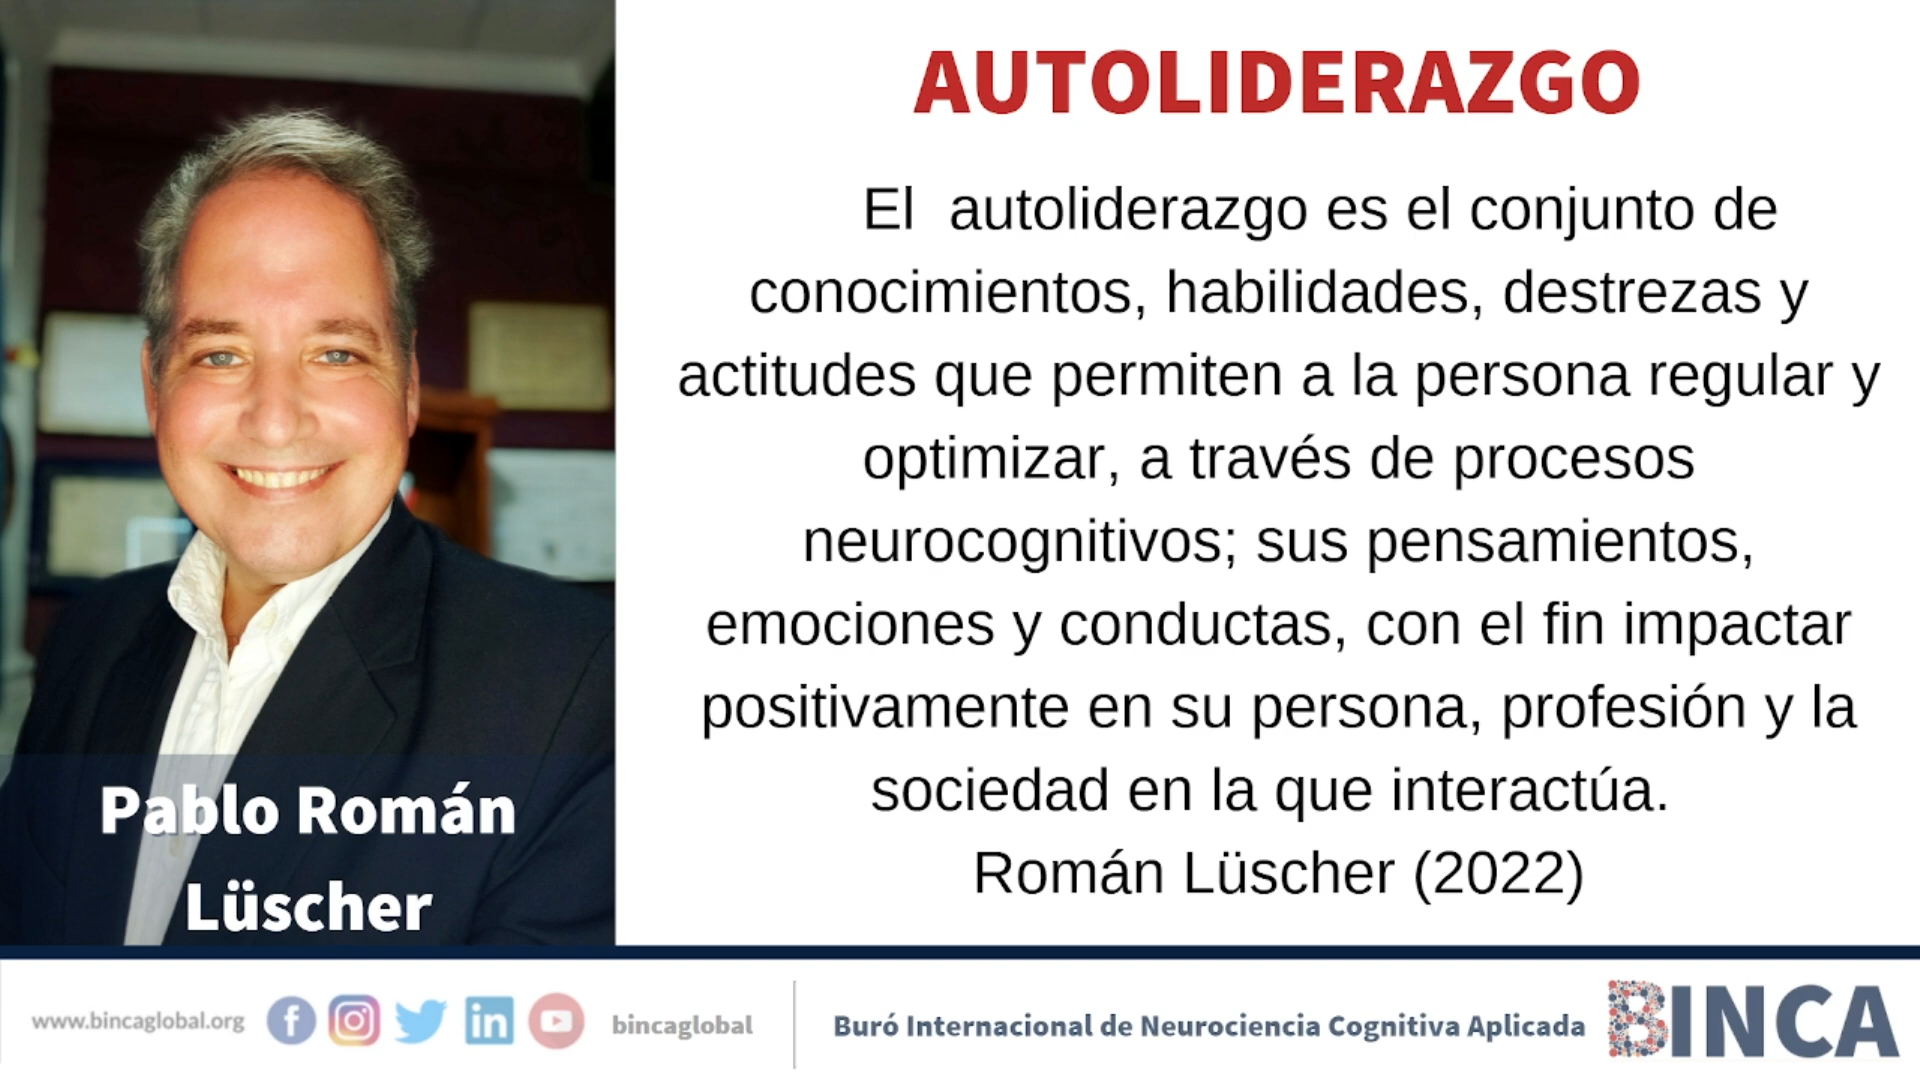 AUTOLIDERAZGO
El  autoliderazgo es el conjunto de
conocimientos, habilidades, destrezas y
actitudes que permiten a la persona regular y
optimizar, a través de procesos
neurocognitivos; sus pensamientos,
emociones y conductas, con el fin impactar
positivamente en su persona, profesión y la
sociedad en la que interactúa.
Román Lüscher (2022)
Pablo Román
Lüscher
www.bincaglobal.org
bincaglobal
Buró Internacional de Neurociencia Cognitiva Aplicada
BINCA